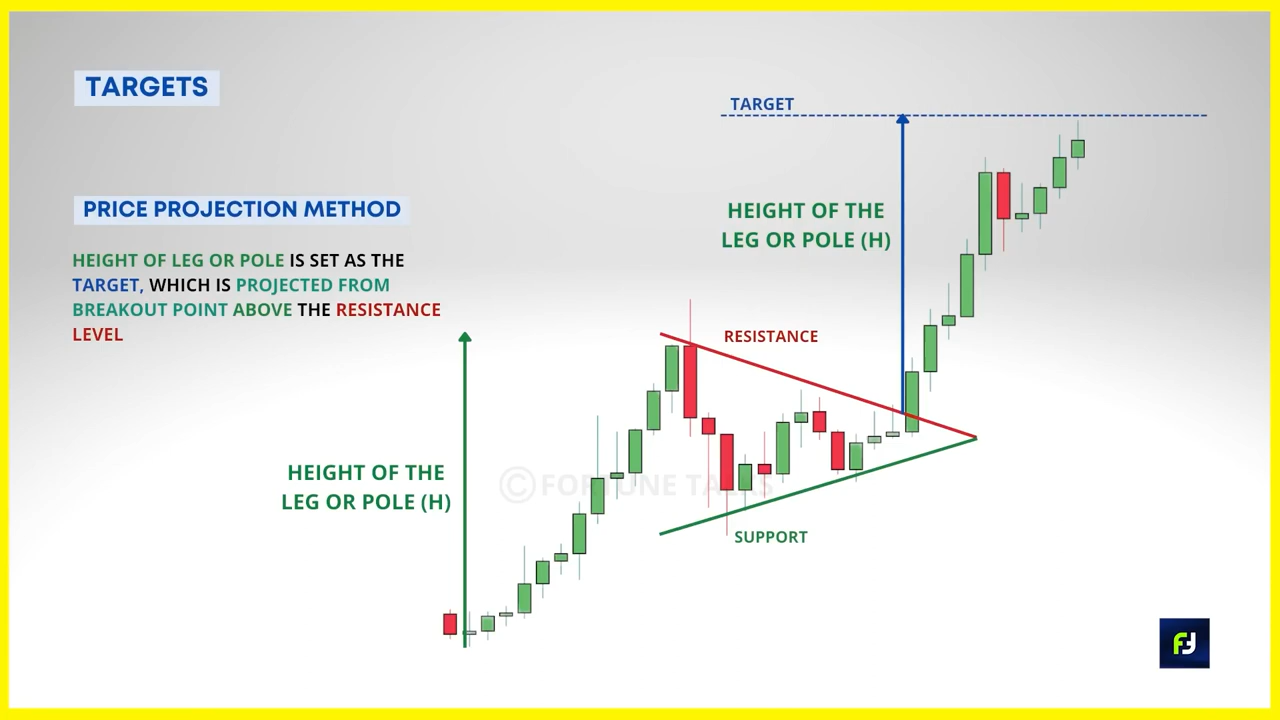 TARGETS
PRICE PROJECTION METHOD
HEIGHT OF LEG OR POLE IS SET AS THE
TARGET, WHICH IS PROJECTED FROM
BREAKOUT POINT ABOVE THE RESISTANCE
LEVEL
TARGET
HEIGHT OF THE
LEG OR POLE (H)
RESISTANCE
HEIGHT OF THE
LEG OR POLE (H)
© FORTUNE TALKS
SUPPORT